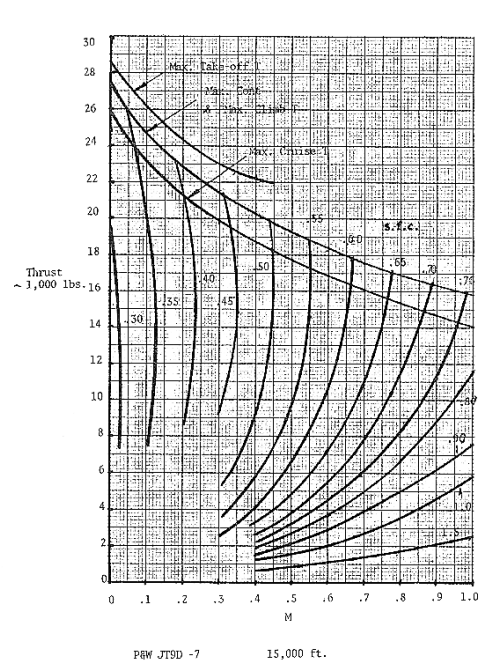 30
28
26
24
22
20
18
16
14
12
10
8
6
4
2
0
Thrust
~ 1,000 lbs.
Max. Take-off T
Max. Cont
& Max. Climb T
Max. Cruise T
s.f.c.
.30
.35
.40
.45
.50
.55
.60
.65
.70
.80
.90
1.0
1.5
0 .1 .2 .3 .4 .5 .6 .7 .8 .9 1.0
M
P&W JT9D -7 15,000 ft.